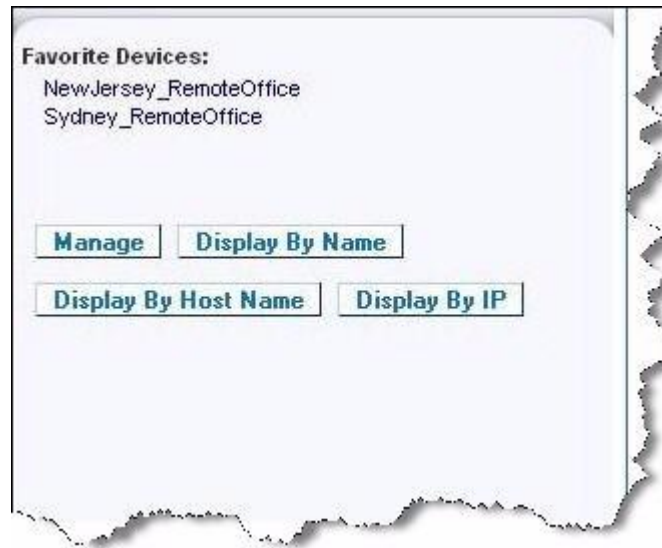 Favorite Devices:
NewJersey_RemoteOffice
Sydney_RemoteOffice
Manage Display By Name
Display By Host Name Display By IP